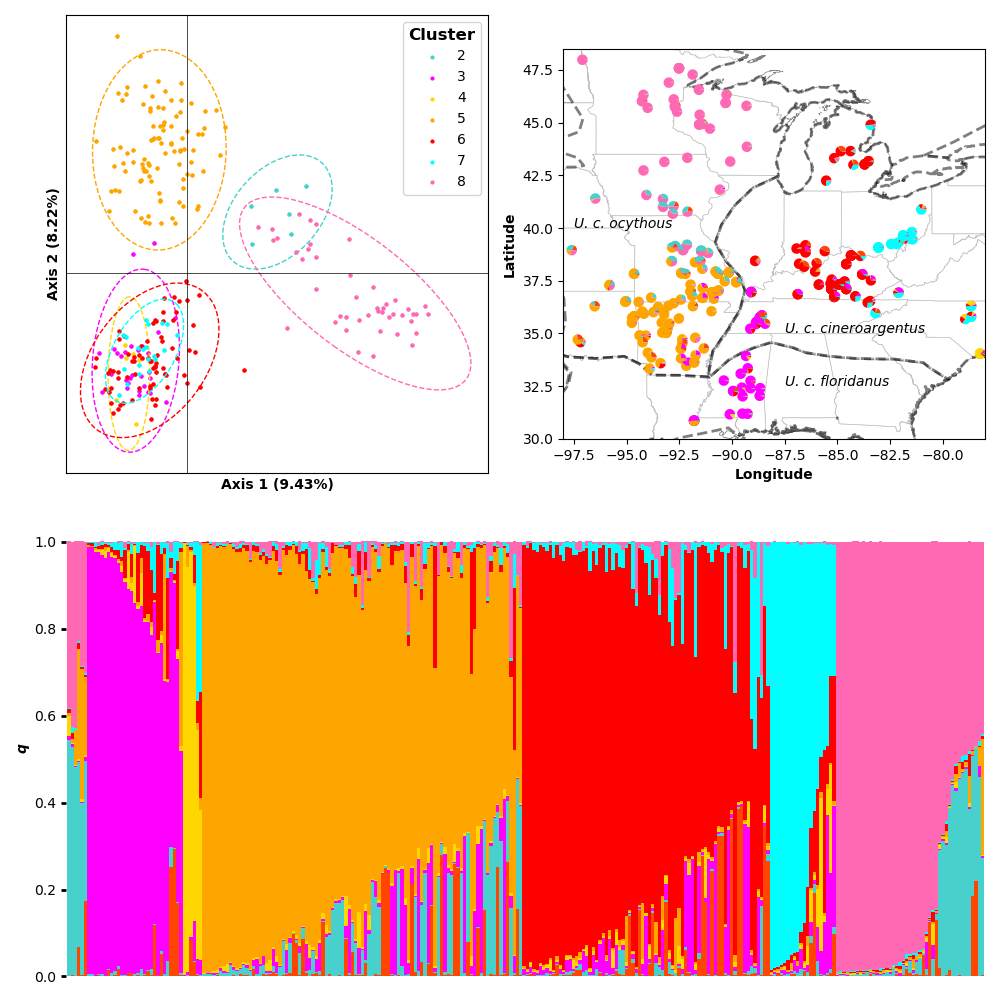 Cluster
2
3
4
5
6
7
8
Axis 2 (8.22%)
Axis 1 (9.43%)
47.5
45.0
42.5
40.0
37.5
35.0
32.5
30.0
Latitude
U. c. ocythous
U. c. cineroargentus
U. c. floridanus
−97.5 −95.0 −92.5 −90.0 −87.5 −85.0 −82.5 −80.0
Longitude
1.0
0.8
0.6
0.4
0.2
0.0
q